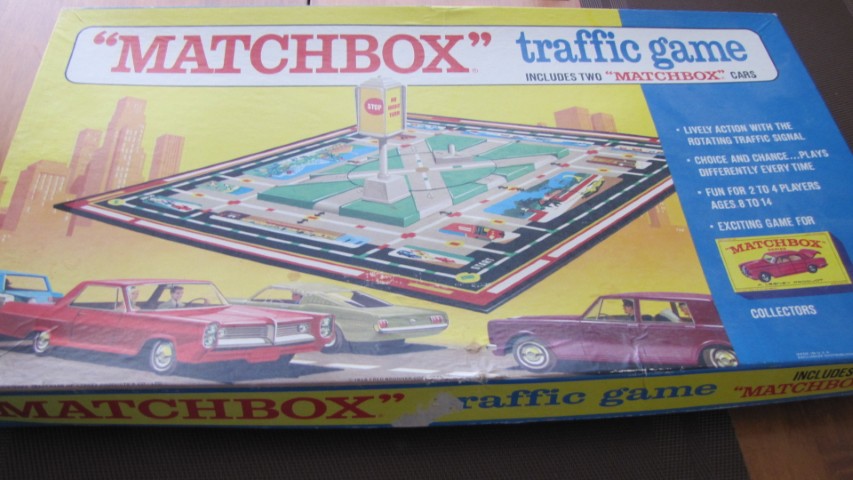 "MATCHBOX" traffic game
INCLUDES TWO "MATCHBOX" CARS
STOP
START
• LIVELY ACTION WITH THE
ROTATING TRAFFIC SIGNAL
• CHOICE AND CHANCE...PLAYS
DIFFERENTLY EVERY TIME
• FUN FOR 2 TO 4 PLAYERS
AGES 8 TO 14
• EXCITING GAME FOR
"MATCHBOX"
COLLECTORS
MATCHBOX" traffic game
INCLUDES
"MATCHBO